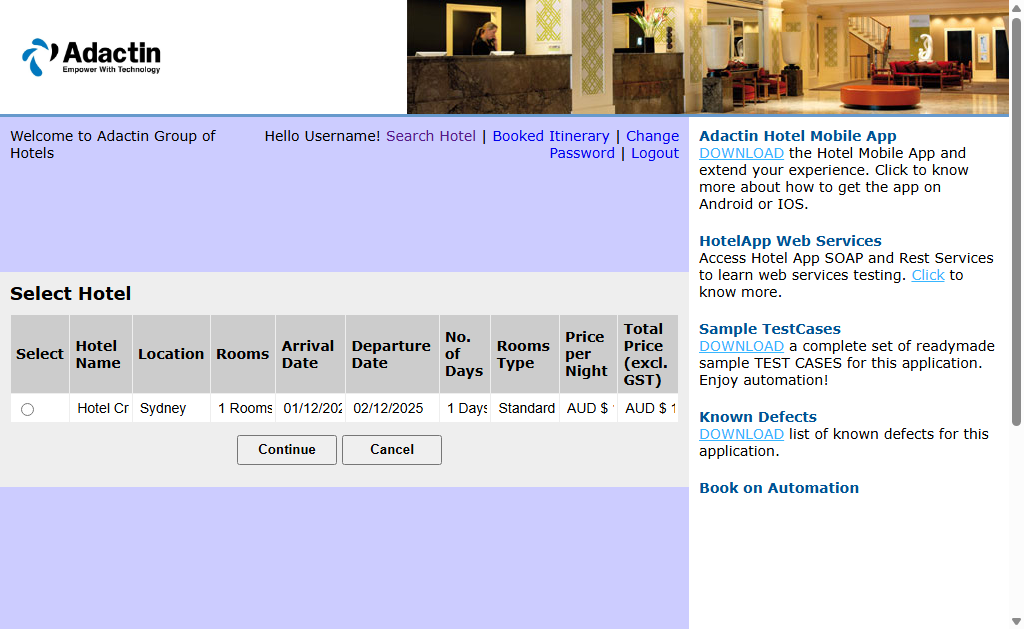 Adactin
Empower With Technology
Welcome to Adactin Group of
Hotels
Hello Username! Search Hotel | Booked Itinerary | Change
Password | Logout
Select Hotel
Select
Hotel
Name
Location
Rooms
Arrival
Date
Departure
Date
No.
of
Days
Rooms
Type
Price
per
Night
Total
Price
(excl.
GST)
Hotel Cr
Sydney
1 Rooms
01/12/202
02/12/2025
1 Days
Standard
AUD $
AUD $ 1
Continue
Cancel
Adactin Hotel Mobile App
DOWNLOAD the Hotel Mobile App and
extend your experience. Click to know
more about how to get the app on
Android or IOS.
HotelApp Web Services
Access Hotel App SOAP and Rest Services
to learn web services testing. Click to
know more.
Sample TestCases
DOWNLOAD a complete set of readymade
sample TEST CASES for this application.
Enjoy automation!
Known Defects
DOWNLOAD list of known defects for this
application.
Book on Automation